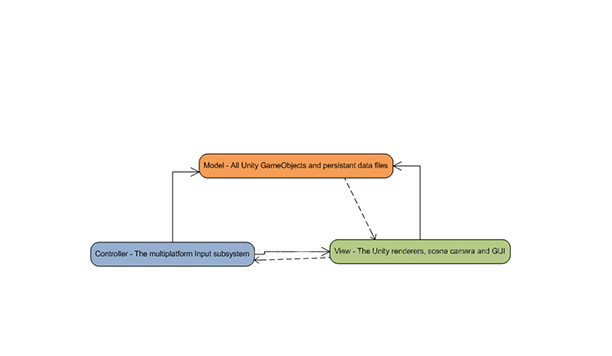 Model - All Unity GameObjects and persistant data files
Controller - The multiplatform Input subsystem
View - The Unity renderers, scene camera and GUI